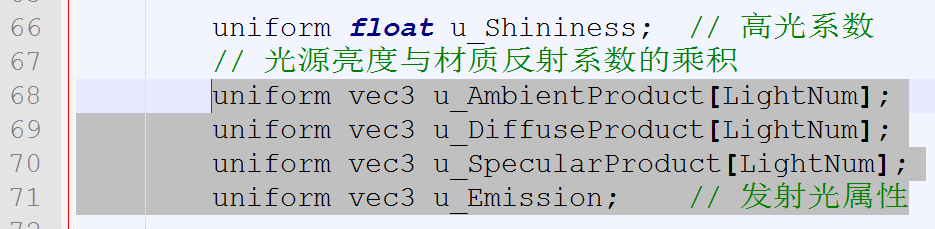 66 uniform float u_Shininess; // 高光系数
67 // 光源亮度与材质反射系数的乘积
68 uniform vec3 u_AmbientProduct[LightNum];
69 uniform vec3 u_DiffuseProduct[LightNum];
70 uniform vec3 u_SpecularProduct[LightNum];
71 uniform vec3 u_Emission; // 发射光属性